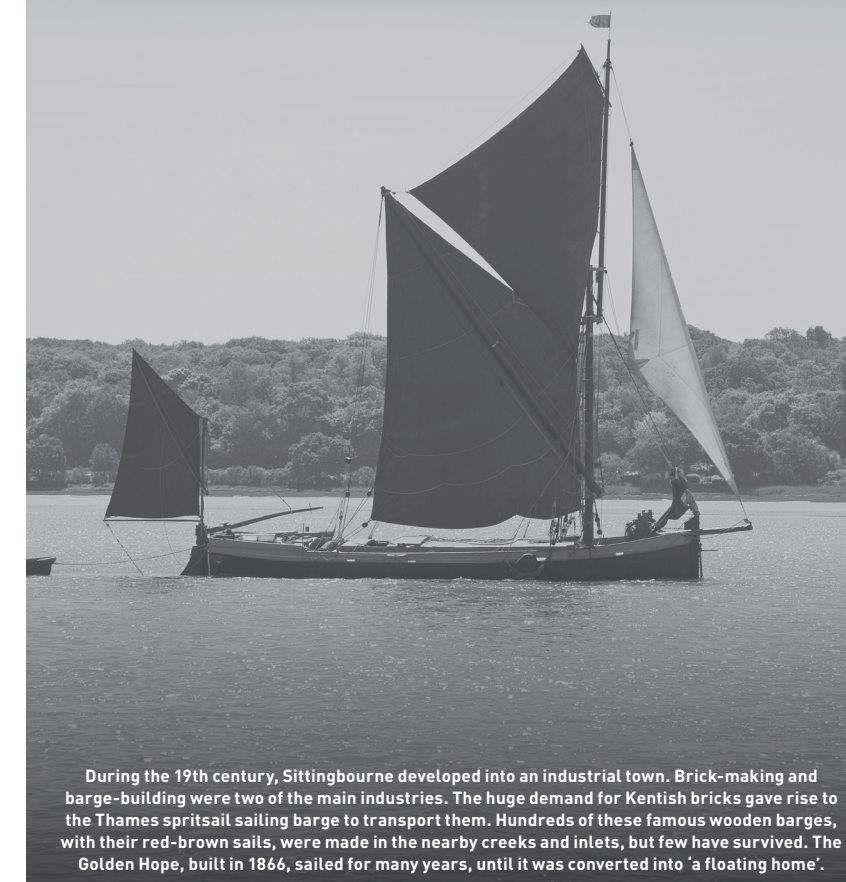 During the 19th century, Sittingbourne developed into an industrial town. Brick-making and
barge-building were two of the main industries. The huge demand for Kentish bricks gave rise to
the Thames spritsail sailing barge to transport them. Hundreds of these famous wooden barges,
with their red-brown sails, were made in the nearby creeks and inlets, but few have survived. The
Golden Hope, built in 1866, sailed for many years, until it was converted into ‘a floating home’.